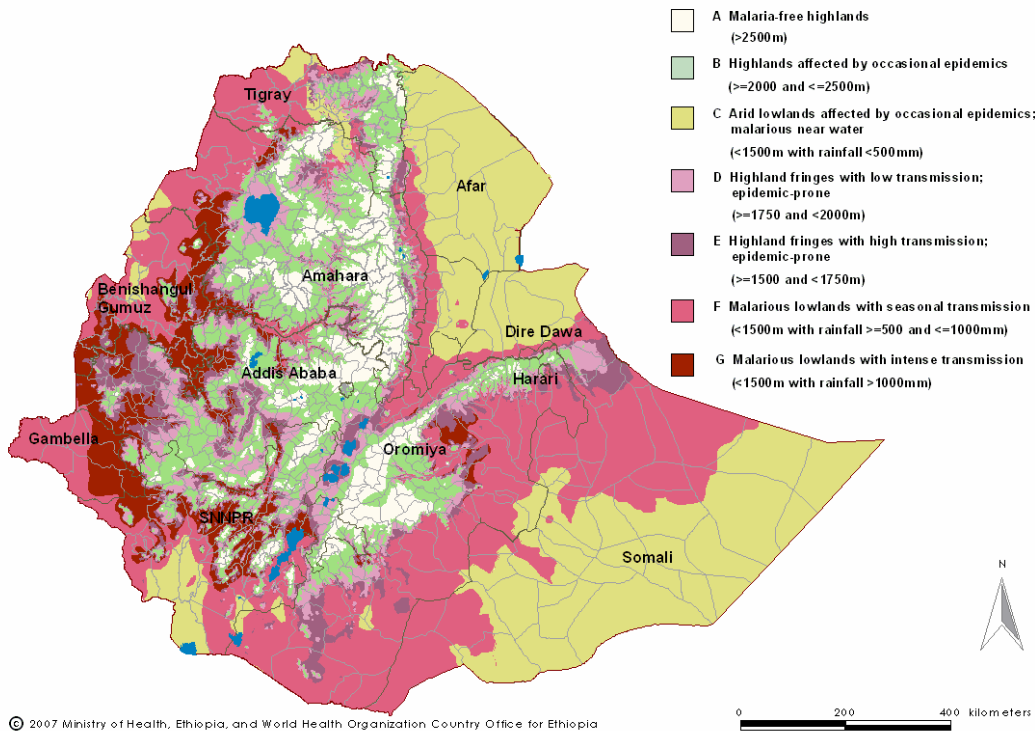 A Malaria-free highlands
(>2500m)
B Highlands affected by occasional epidemics
(>=2000 and <=2500m)
C Arid lowlands affected by occasional epidemics;
malarious near water
(<1500m with rainfall <500mm)
D Highland fringes with low transmission;
epidemic-prone
(>=1750 and <2000m)
E Highland fringes with high transmission;
epidemic-prone
(>=1500 and <1750m)
F Malarious lowlands with seasonal transmission
(<1500m with rainfall >=500 and <=1000mm)
G Malarious lowlands with intense transmission
(<1500m with rainfall >1000mm)
Tigray
Afar
Amahara
Benishangul
Gumuz
Dire Dawa
Addis Ababa
Harari
Gambella
Oromiya
SNNPR
Somali
N
© 2007 Ministry of Health, Ethiopia, and World Health Organization Country Office for Ethiopia
0 200 400 kilometers